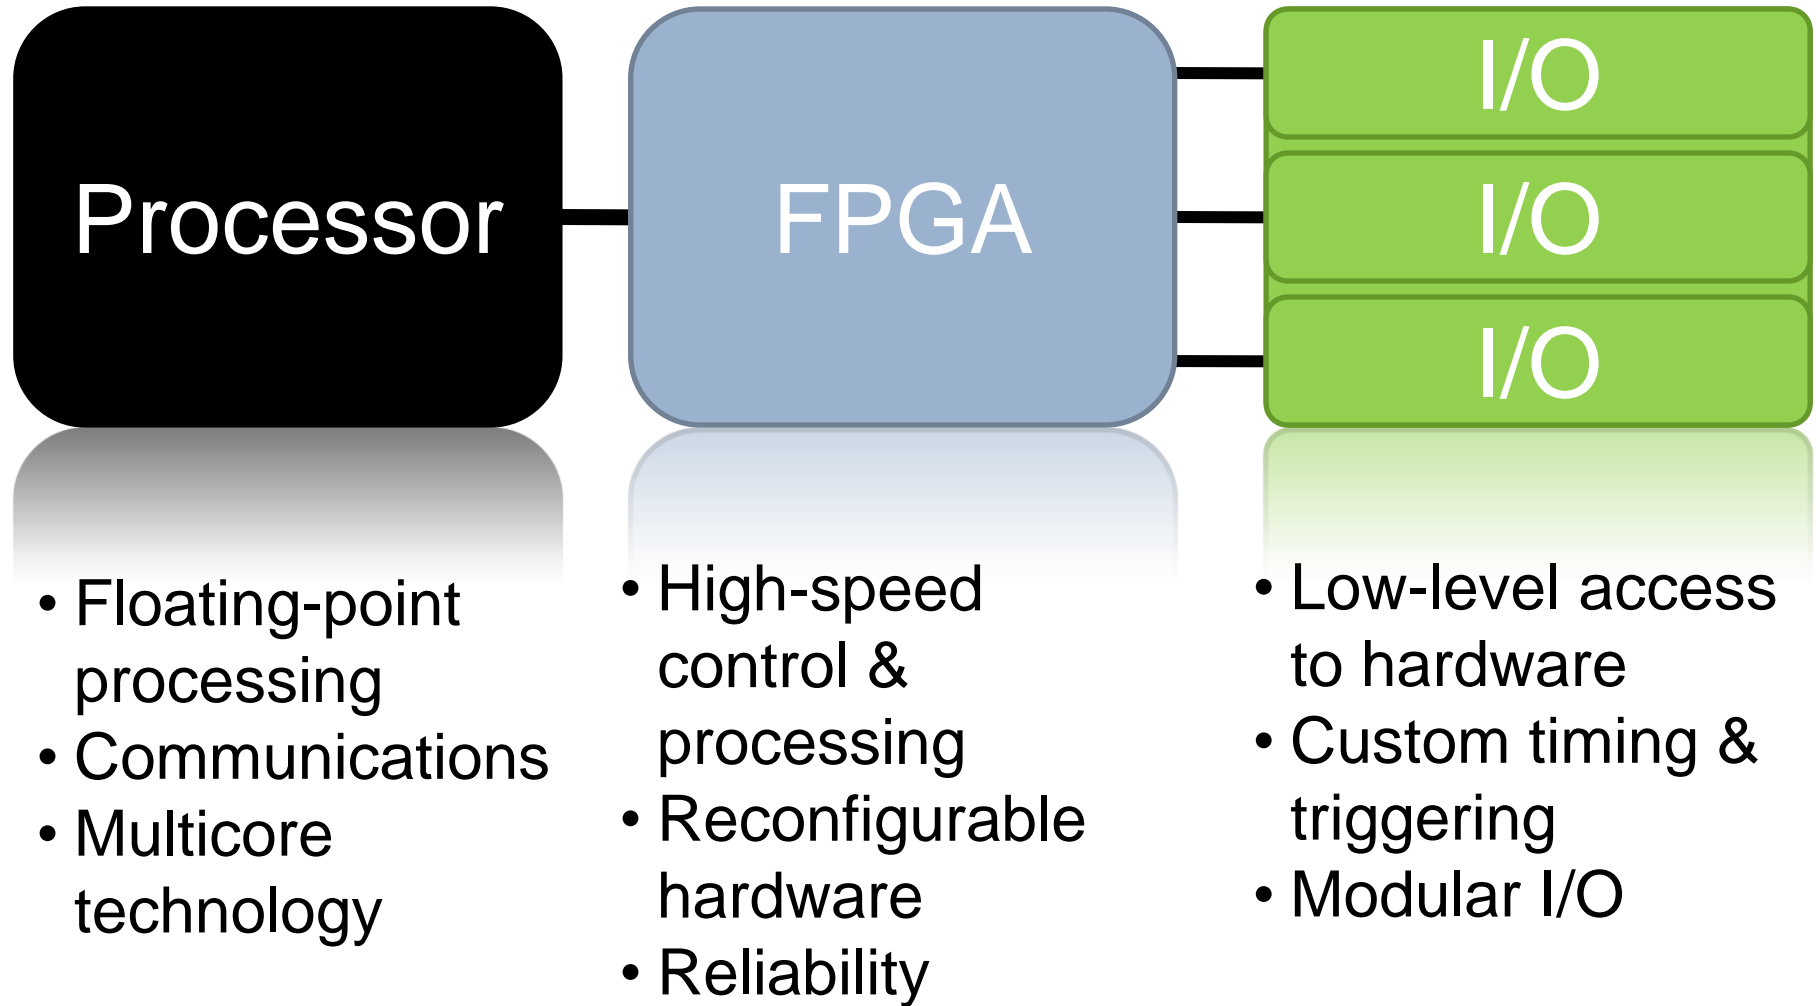 Processor
FPGA
I/O
I/O
I/O
• Floating-point
processing
• Communications
• Multicore
technology
• High-speed
control &
processing
• Reconfigurable
hardware
• Reliability
• Low-level access
to hardware
• Custom timing &
triggering
• Modular I/O